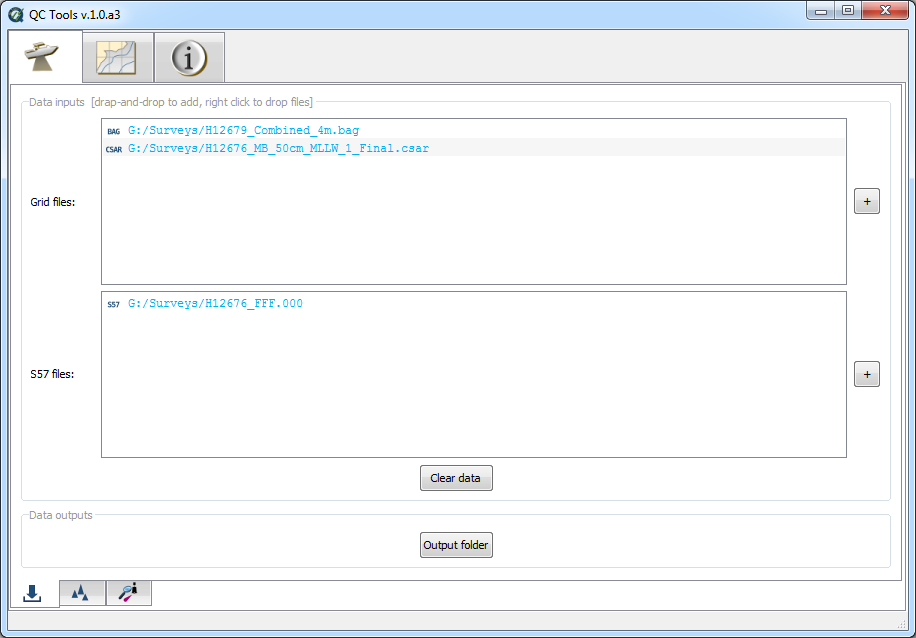 QC Tools v.1.0.a3
Data inputs [drag-and-drop to add, right click to drop files]
Grid files:
BAG G:/Surveys/H12679_Combined_4m.bag
CSAR G:/Surveys/H12676_MB_50cm_MLLW_1_Final.csar
+
S57 files:
S57 G:/Surveys/H12676_FFF.000
+
Clear data
Data outputs
Output folder